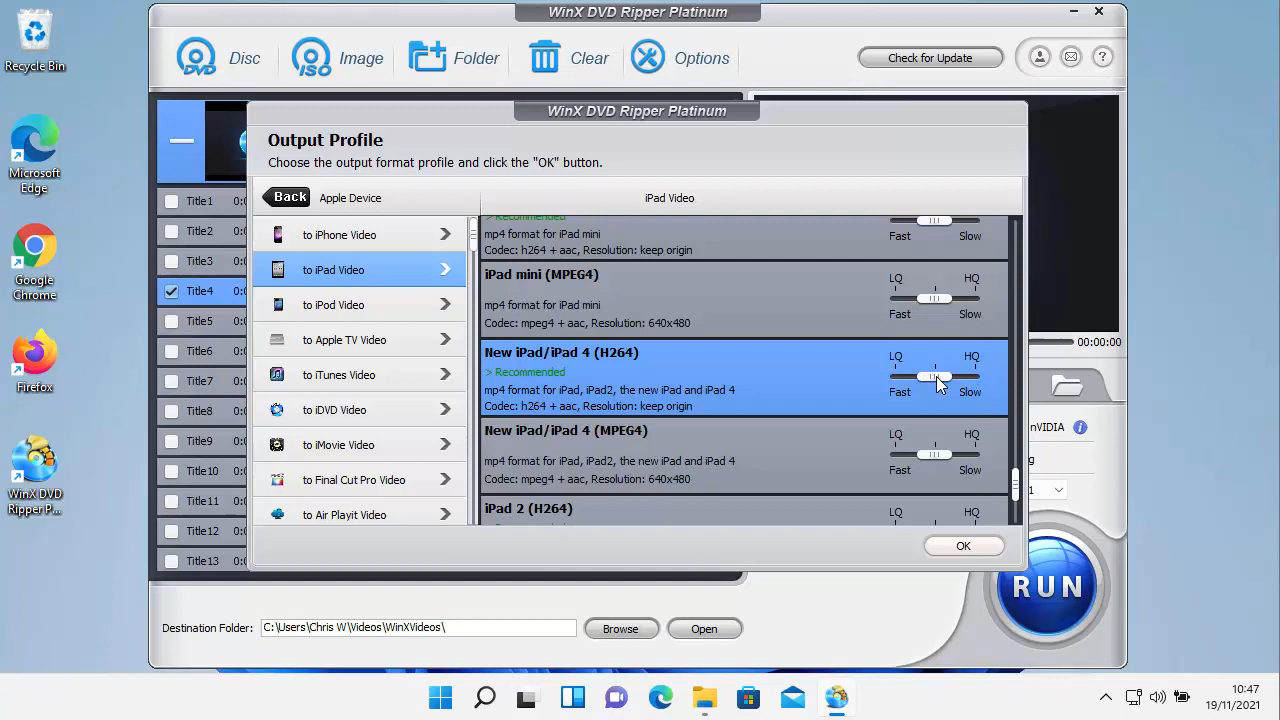 WinX DVD Ripper Platinum
Recycle Bin
Disc
Image
Folder
Clear
Options
Check for Update
WinX DVD Ripper Platinum
Output Profile
Choose the output format profile and click the "OK" button.
Back
Apple Device
iPad Video
Microsoft
Edge
Google
Chrome
Firefox
WinX DVD
Ripper P...
Title1
Title2
Title3
Title4
Title5
Title6
Title7
Title8
Title9
Title10
Title11
Title12
Title13
to iPhone Video
to iPad Video
to iPod Video
to Apple TV Video
to iTunes Video
to iDVD Video
to iMovie Video
to Final Cut Pro Video
to Air Playit Video
> Recommended
mp4 format for iPad mini
Codec: h264 + aac, Resolution: keep origin
Fast Slow
iPad mini (MPEG4)
LQ HQ
mp4 format for iPad mini
Codec: mpeg4 + aac, Resolution: 640x480
Fast Slow
New iPad/iPad 4 (H264)
LQ HQ
> Recommended
mp4 format for iPad, iPad2, the new iPad and iPad 4
Codec: h264 + aac, Resolution: keep origin
Fast Slow
New iPad/iPad 4 (MPEG4)
LQ HQ
mp4 format for iPad, iPad2, the new iPad and iPad 4
Codec: mpeg4 + aac, Resolution: 640x480
Fast Slow
iPad 2 (H264)
LQ HQ
OK
00:00:00
nVIDIA
1
RUN
Destination Folder:
C:\Users\Chris W\Videos\WinXVideos\
Browse
Open
10:47
19/11/2021